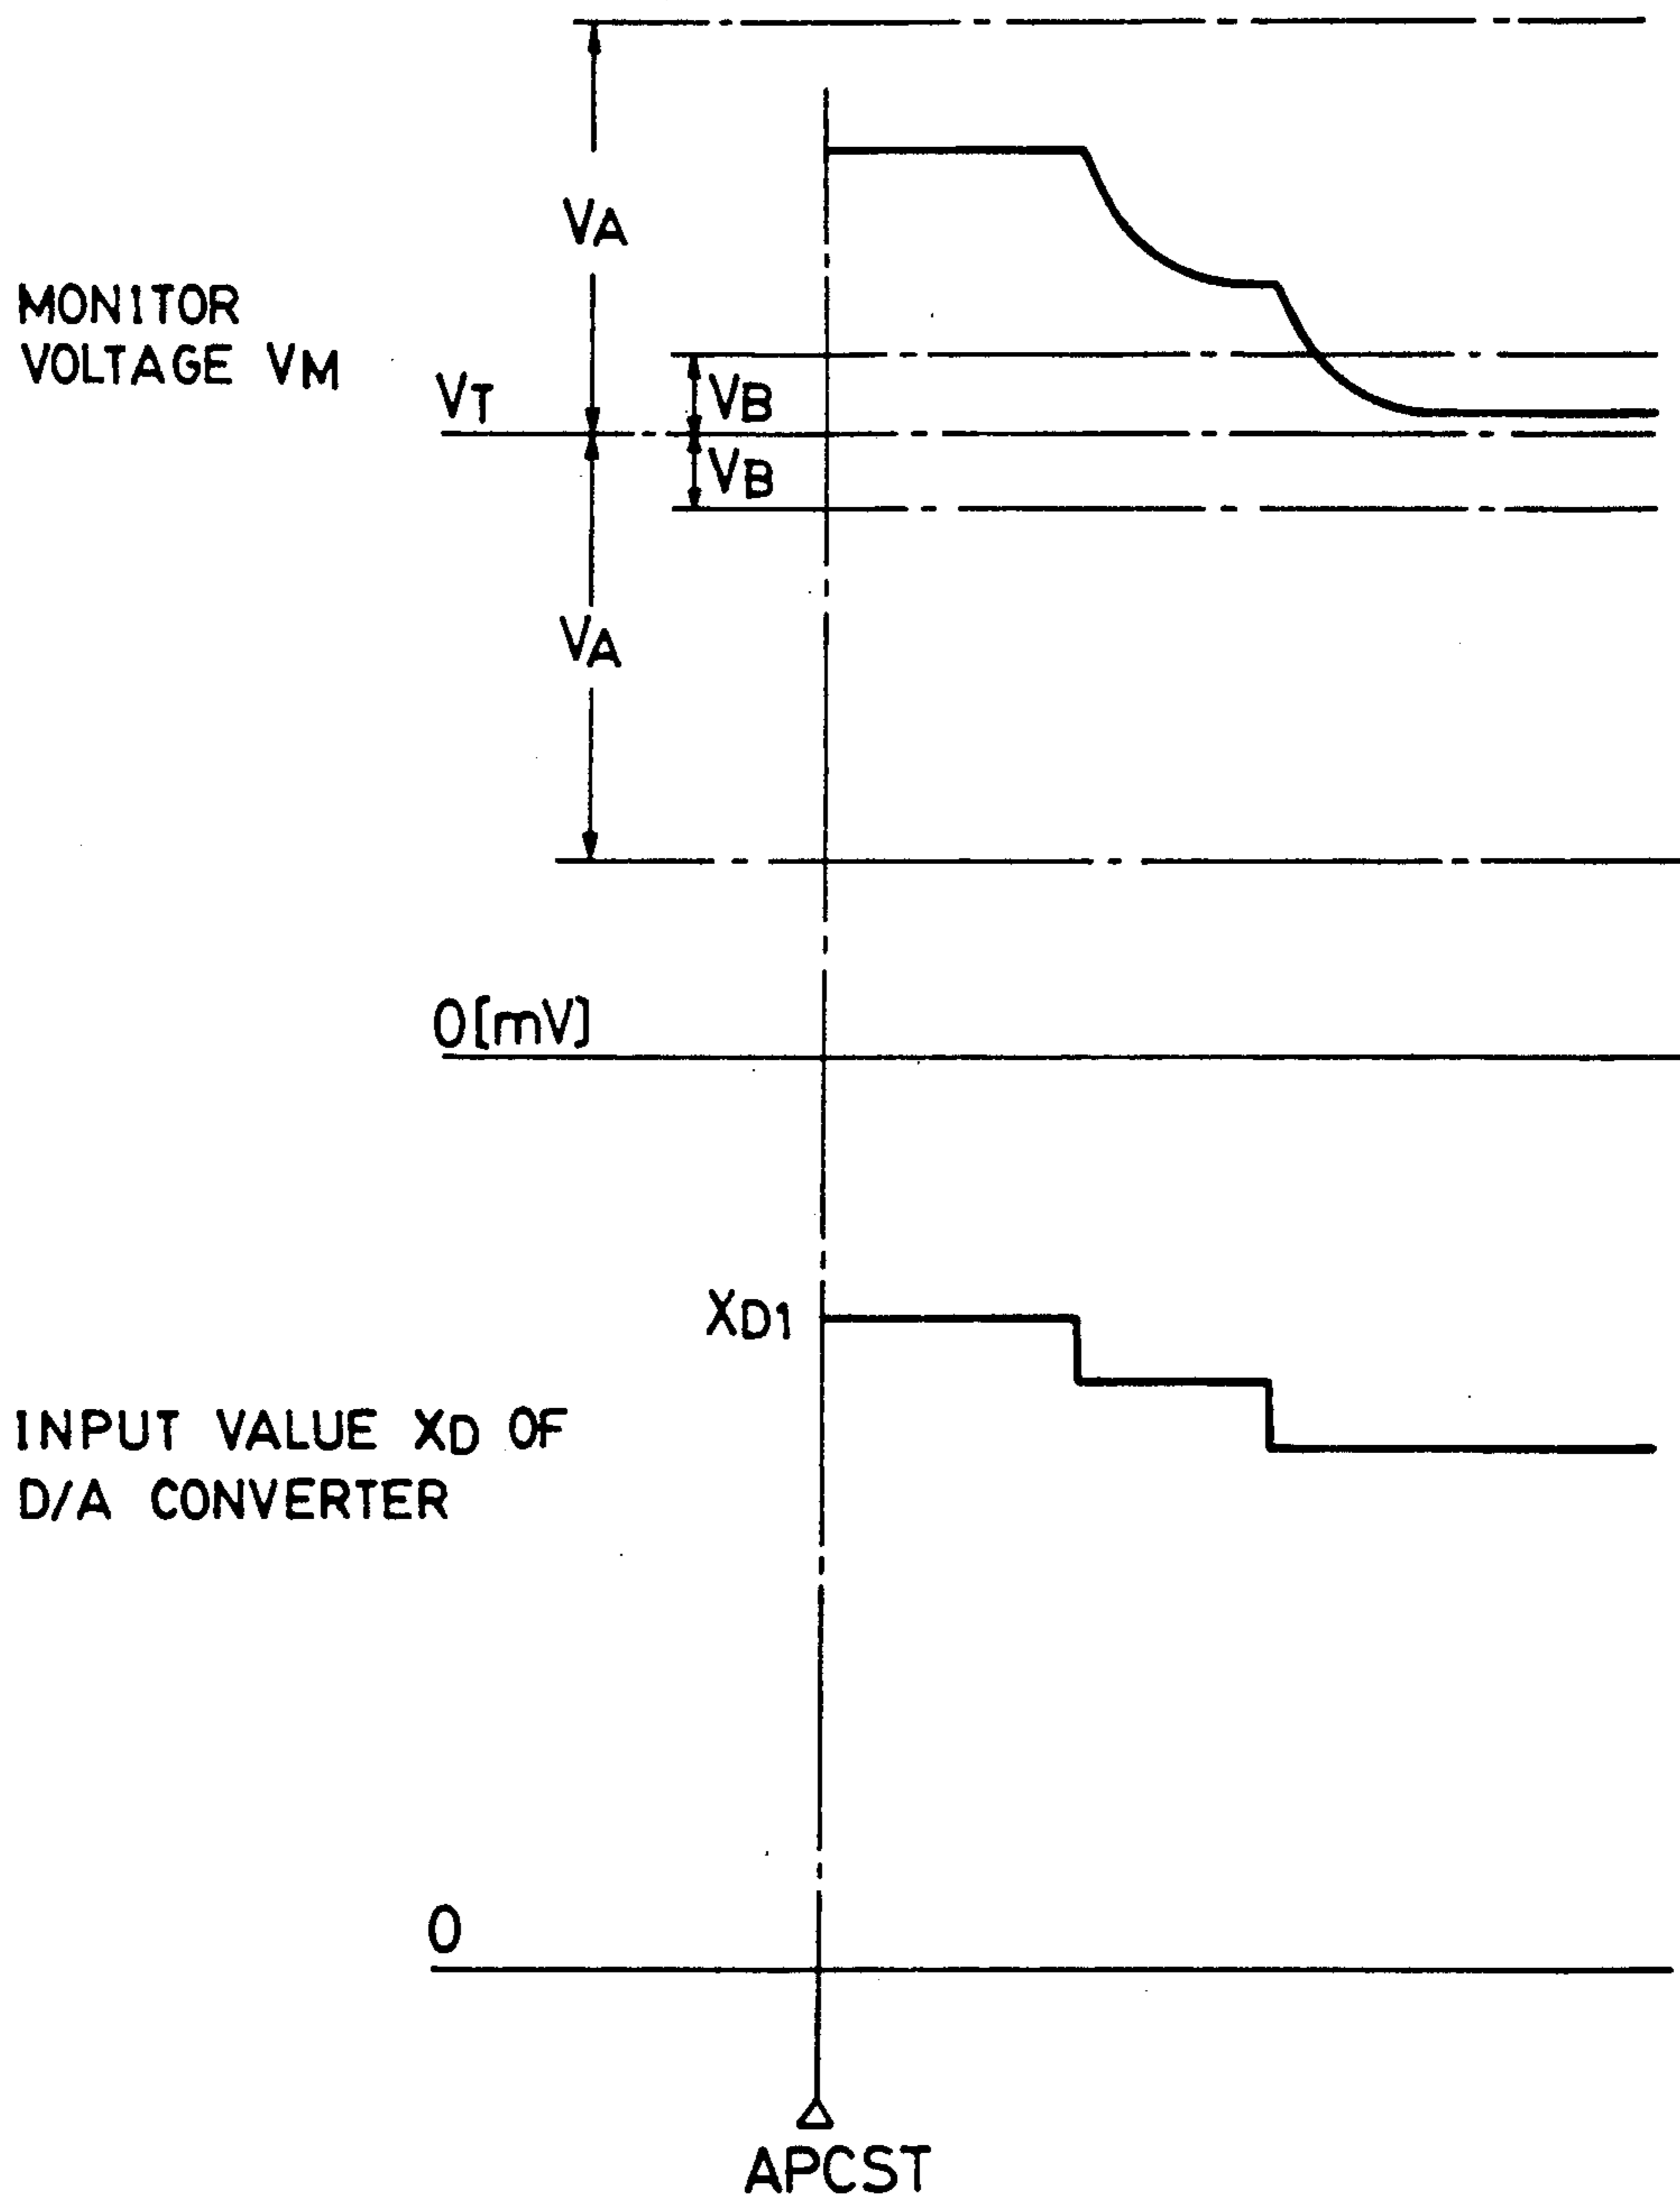 VA
MONITOR
VOLTAGE VM
VT
VB
VB
VA
0[mV]
XD1
INPUT VALUE XD OF
D/A CONVERTER
0
APCST